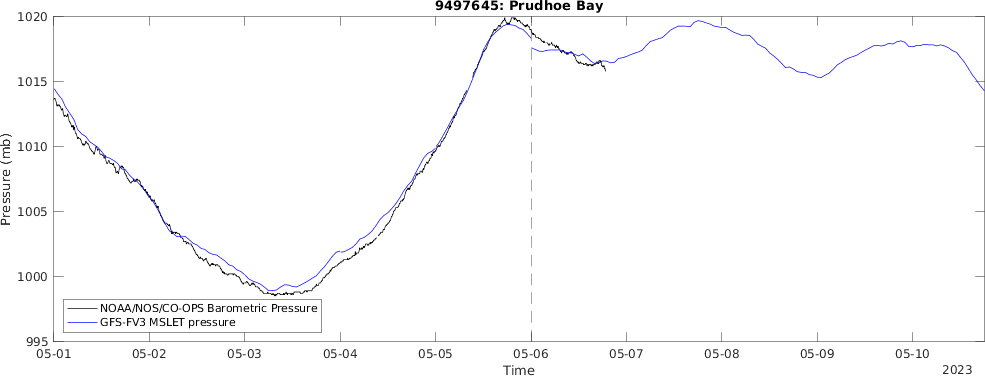 9497645: Prudhoe Bay
1020
1015
1010
1005
1000
995
Pressure (mb)
NOAA/NOS/CO-OPS Barometric Pressure
GFS-FV3 MSLET pressure
05-01 05-02 05-03 05-04 05-05 05-06 05-07 05-08 05-09 05-10
Time
2023